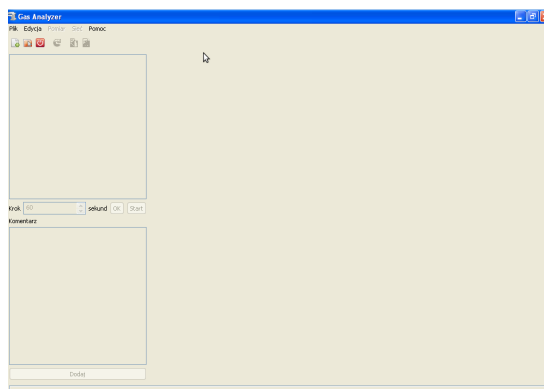 Gas Analyzer
Plik Edycja Pomiar Sieć Pomoc
Krok 60 sekund OK Start
Komentarz
Dodaj